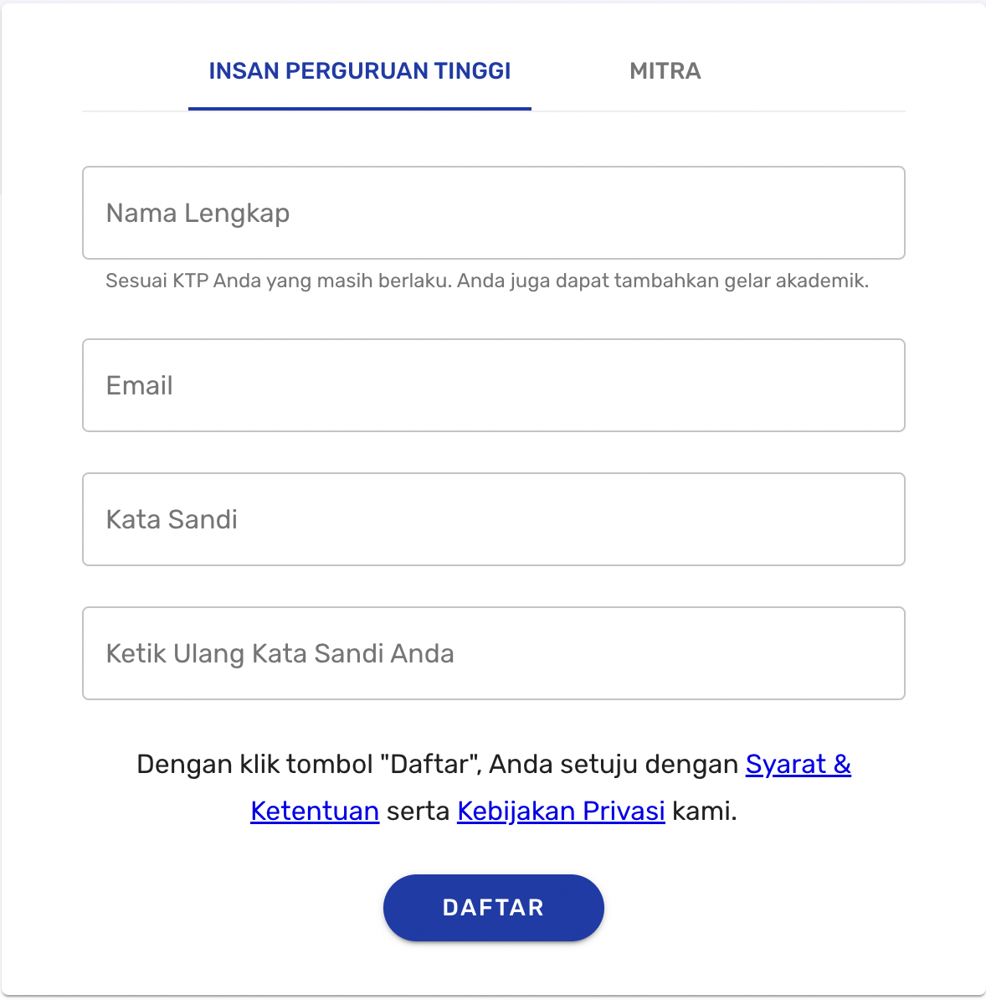 INSAN PERGURUAN TINGGI
MITRA
Nama Lengkap
Sesuai KTP Anda yang masih berlaku. Anda juga dapat tambahkan gelar akademik.
Email
Kata Sandi
Ketik Ulang Kata Sandi Anda
Dengan klik tombol "Daftar", Anda setuju dengan Syarat &
Ketentuan serta Kebijakan Privasi kami.
DAFTAR